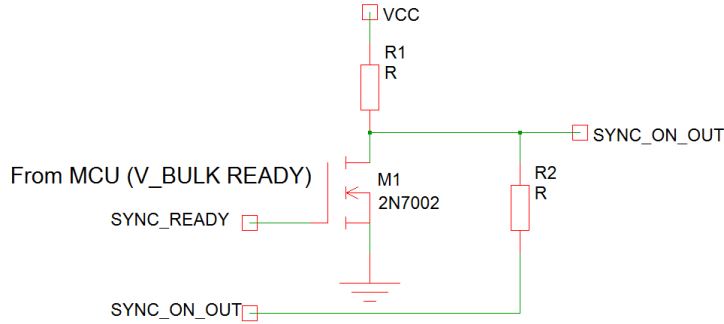 VCC
R1
R
SYNC_ON_OUT
From MCU (V_BULK READY)
M1
2N7002
R2
R
SYNC_READY
SYNC_ON_OUT